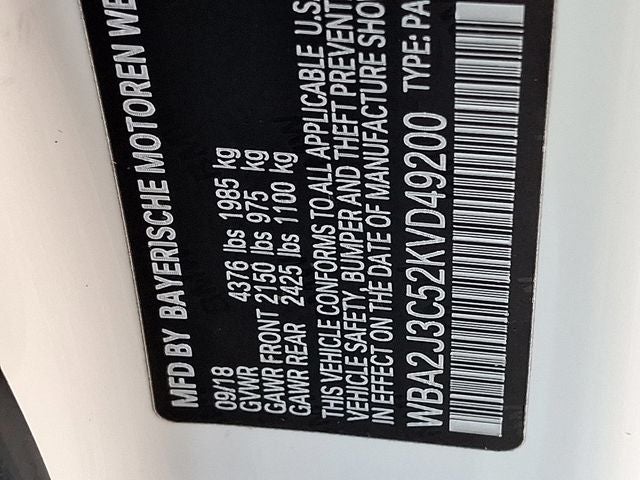 MFD BY BAYERISCHE MOTOREN WE
09/18
GVWR 4376 lbs 1985 kg
GAWR FRONT 2150 lbs 975 kg
GAWR REAR 2425 lbs 1100 kg
THIS VEHICLE CONFORMS TO ALL APPLICABLE U.S.
VEHICLE SAFETY, BUMPER AND THEFT PREVENT
IN EFFECT ON THE DATE OF MANUFACTURE SHO
WBA2J3C52KVD49200 TYPE: PA